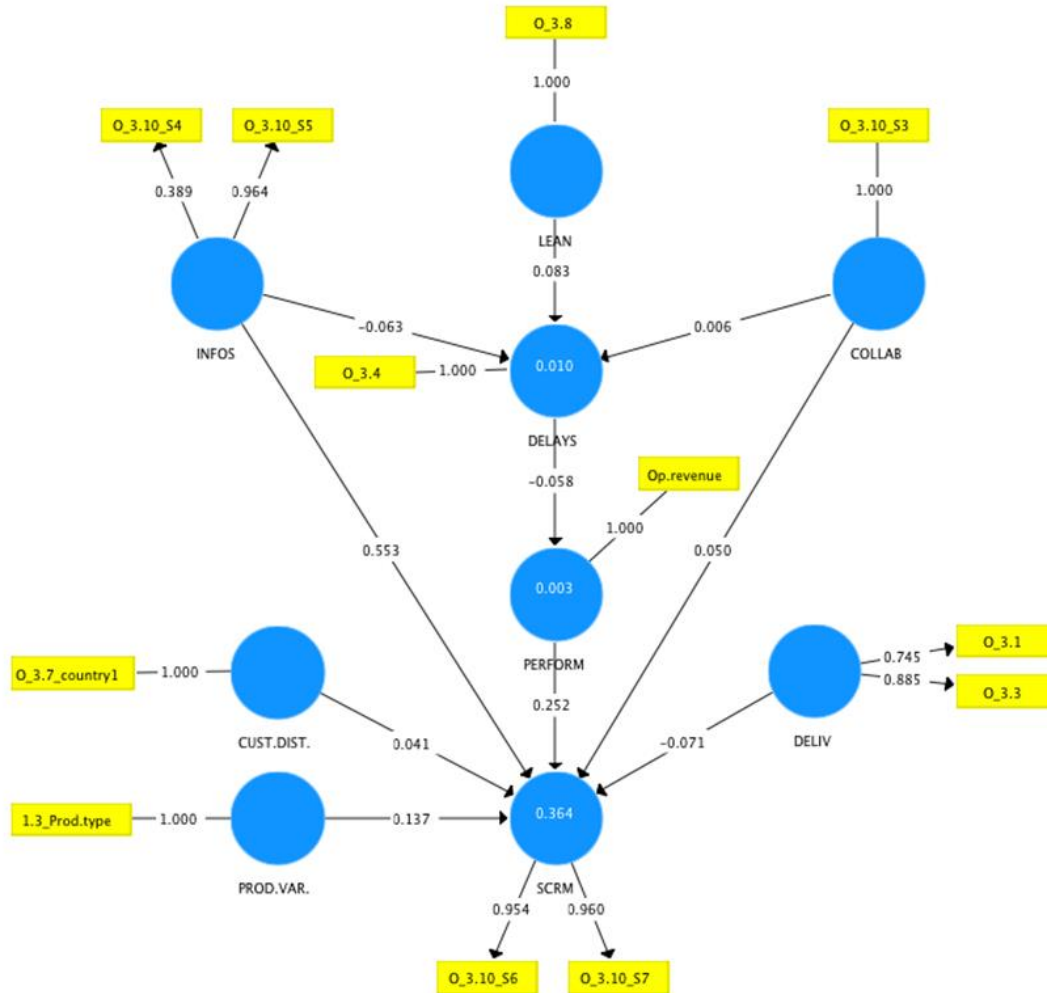 O_3.8
1.000
O_3.10_S4
O_3.10_S5
O_3.10_S3
0.389
0.964
1.000
LEAN
0.083
INFOS
COLLAB
-0.063
0.006
O_3.4
1.000
0.010
DELAYS
-0.058
Op.revenue
1.000
0.553
0.050
0.003
PERFORM
O_3.7_country1
1.000
O_3.1
0.745
0.885
O_3.3
0.252
CUST.DIST.
0.041
-0.071
DELIV
1.3_Prod.type
1.000
0.137
0.364
PROD.VAR.
SCRM
0.954
0.960
O_3.10_S6
O_3.10_S7